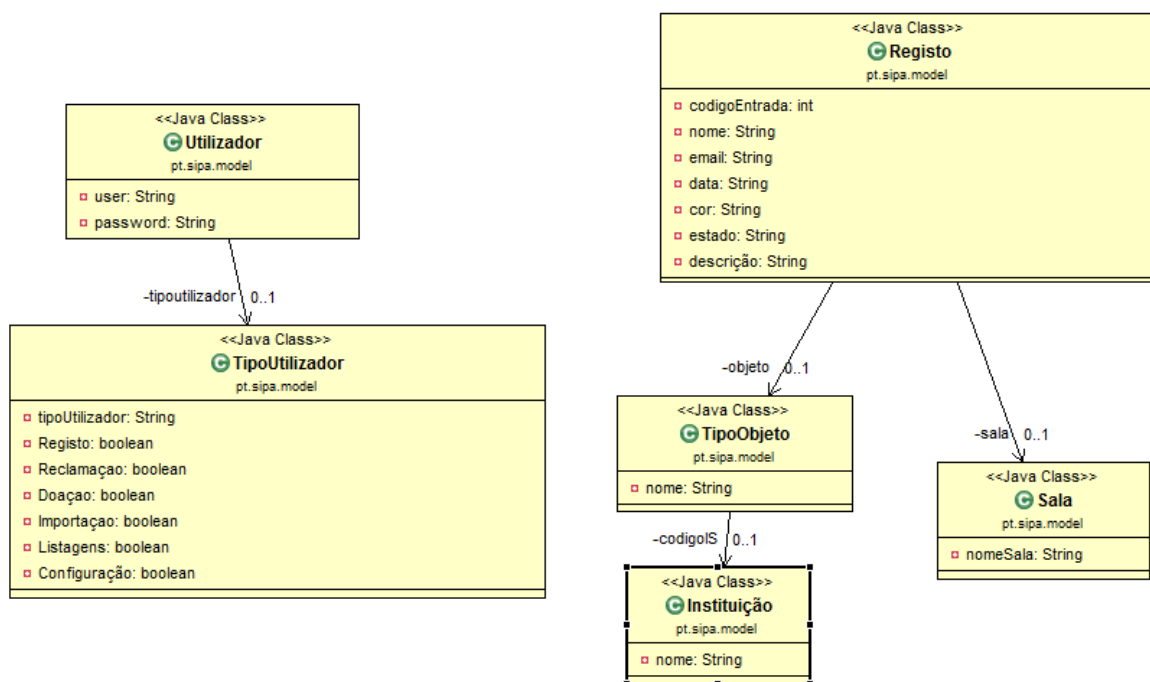 <<Java Class>>
C Utilizador
pt.sipa.model
user: String
password: String
-tipoutilizador 0..1
<<Java Class>>
C TipoUtilizador
pt.sipa.model
tipoUtilizador: String
Registo: boolean
Reclamaçao: boolean
Doaçao: boolean
Importaçao: boolean
Listagens: boolean
Configuração: boolean
<<Java Class>>
C Registo
pt.sipa.model
codigoEntrada: int
nome: String
email: String
data: String
cor: String
estado: String
descrição: String
-objeto 0..1
<<Java Class>>
C TipoObjeto
pt.sipa.model
nome: String
-codigoIS 0..1
<<Java Class>>
C Instituição
pt.sipa.model
nome: String
-sala 0..1
<<Java Class>>
C Sala
pt.sipa.model
nomeSala: String